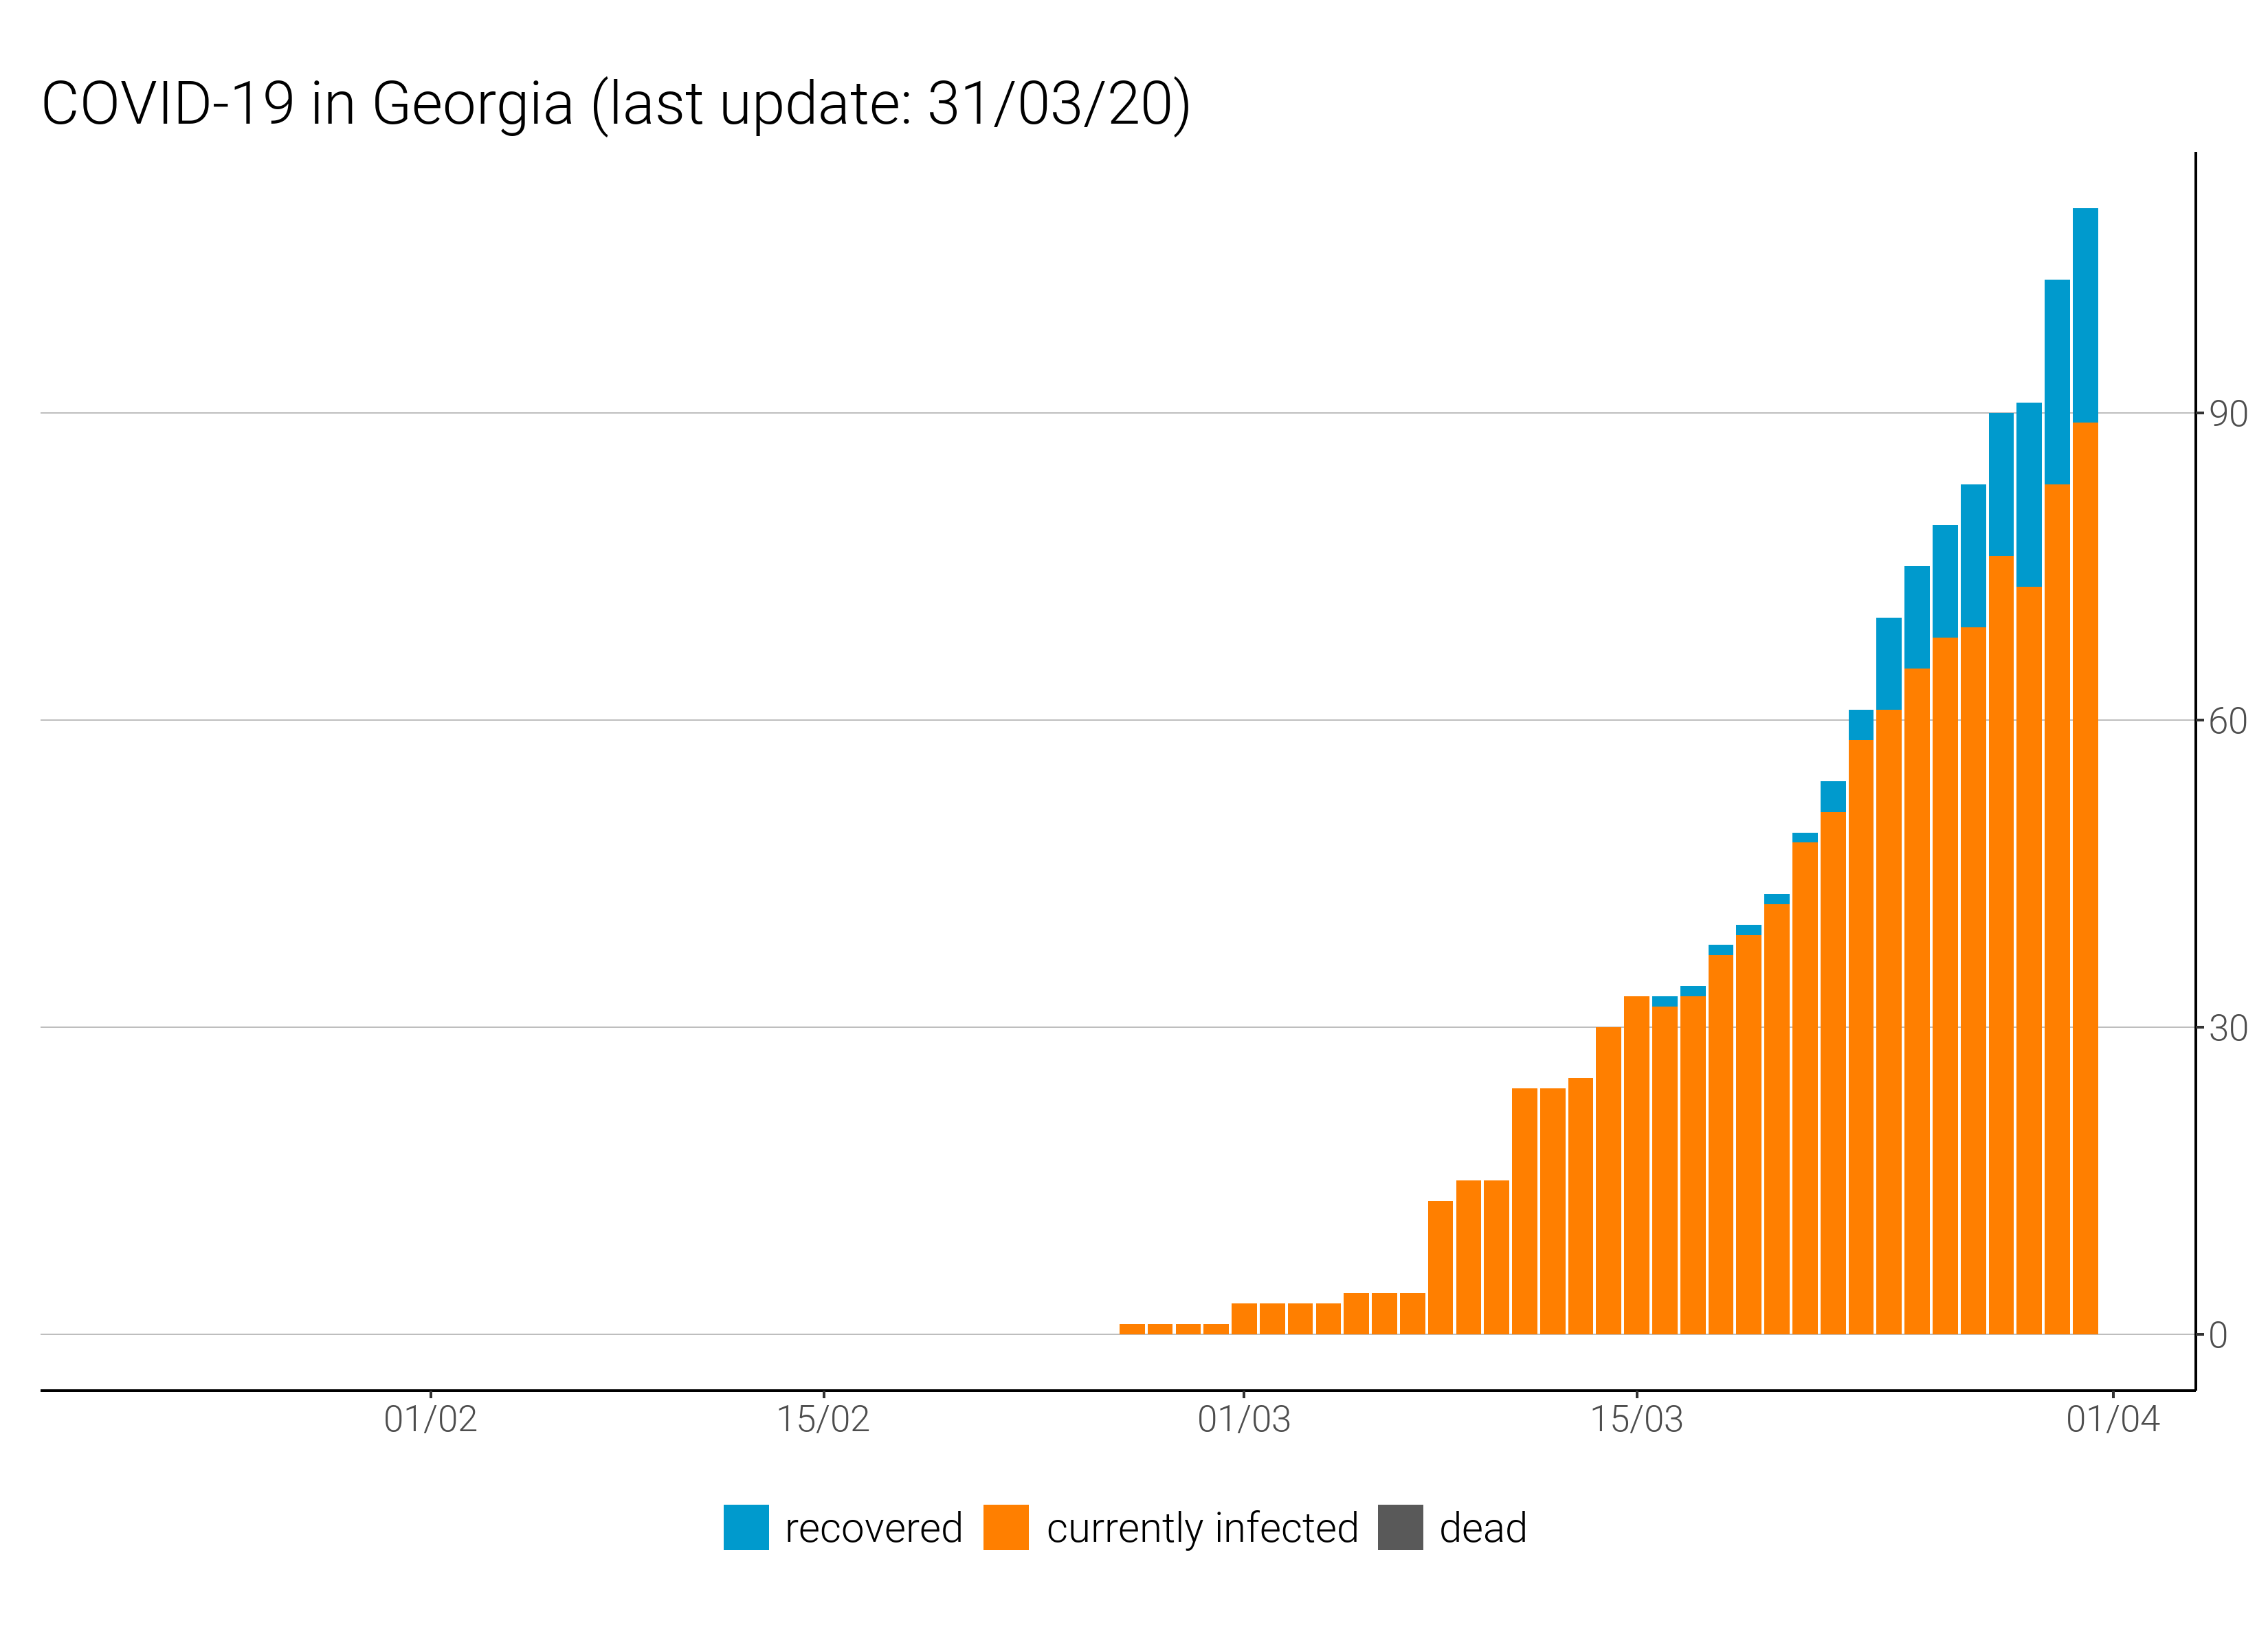 COVID-19 in Georgia (last update: 31/03/20)
90
60
30
0
01/02 15/02 01/03 15/03 01/04
recovered currently infected dead